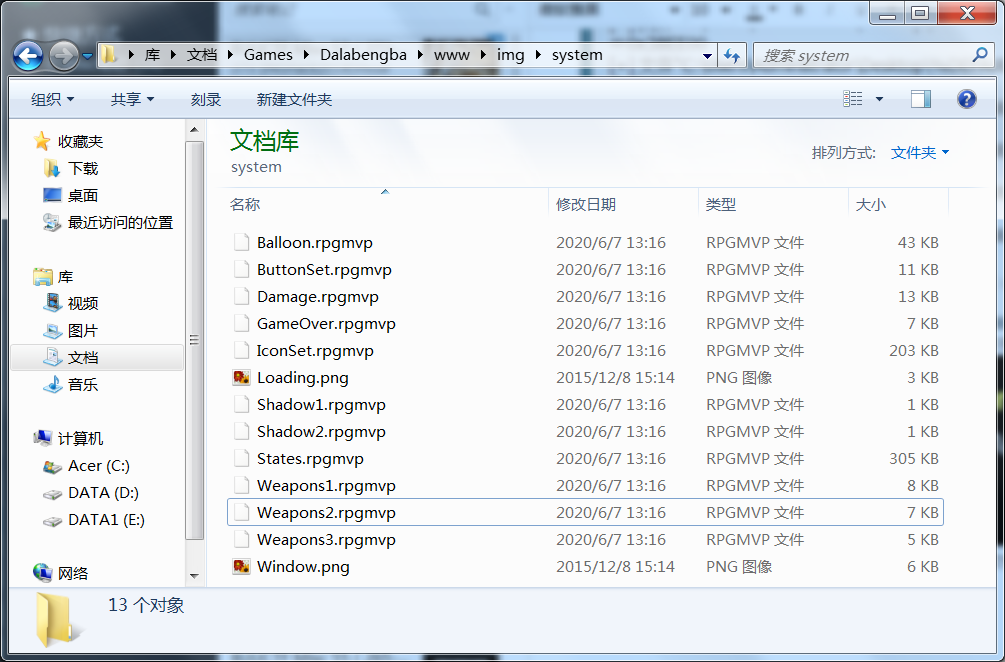 库 文档 Games Dalabengba www img system 搜索 system
组织 共享 刻录 新建文件夹
收藏夹
下载
桌面
最近访问的位置
库
视频
图片
文档
音乐
计算机
Acer (C:)
DATA (D:)
DATA1 (E:)
网络
文档库
system
排列方式: 文件夹
名称 修改日期 类型 大小
Balloon.rpgmvp 2020/6/7 13:16 RPGMVP 文件 43 KB
ButtonSet.rpgmvp 2020/6/7 13:16 RPGMVP 文件 11 KB
Damage.rpgmvp 2020/6/7 13:16 RPGMVP 文件 13 KB
GameOver.rpgmvp 2020/6/7 13:16 RPGMVP 文件 7 KB
IconSet.rpgmvp 2020/6/7 13:16 RPGMVP 文件 203 KB
Loading.png 2015/12/8 15:14 PNG 图像 3 KB
Shadow1.rpgmvp 2020/6/7 13:16 RPGMVP 文件 1 KB
Shadow2.rpgmvp 2020/6/7 13:16 RPGMVP 文件 1 KB
States.rpgmvp 2020/6/7 13:16 RPGMVP 文件 305 KB
Weapons1.rpgmvp 2020/6/7 13:16 RPGMVP 文件 8 KB
Weapons2.rpgmvp 2020/6/7 13:16 RPGMVP 文件 7 KB
Weapons3.rpgmvp 2020/6/7 13:16 RPGMVP 文件 5 KB
Window.png 2015/12/8 15:14 PNG 图像 6 KB
13 个对象